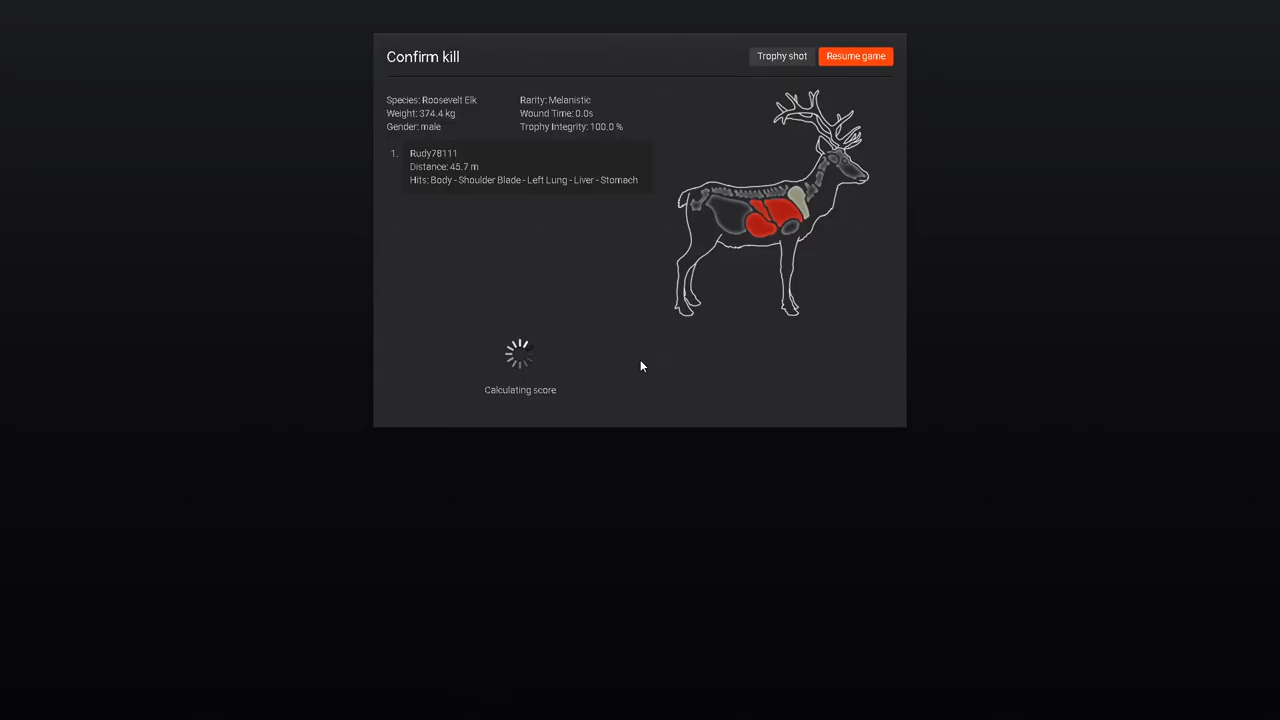 Confirm kill
Trophy shot
Resume game
Species: Roosevelt Elk
Rarity: Melanistic
Weight: 374.4 kg
Wound Time: 0.0s
Gender: male
Trophy Integrity: 100.0 %
1.
Rudy78111
Distance: 45.7 m
Hits: Body - Shoulder Blade - Left Lung - Liver - Stomach
Calculating score